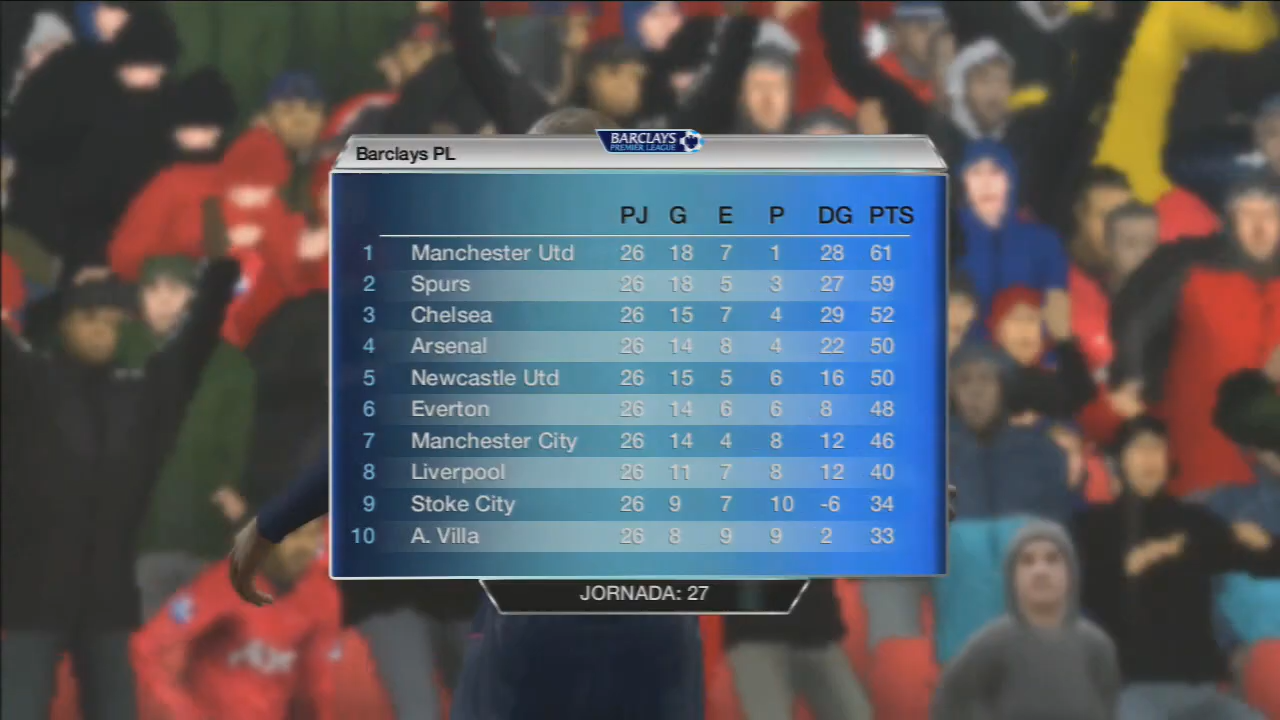 BARCLAYS
PREMIER LEAGUE
Barclays PL
PJ G E P DG PTS
1 Manchester Utd 26 18 7 1 28 61
2 Spurs 26 18 5 3 27 59
3 Chelsea 26 15 7 4 29 52
4 Arsenal 26 14 8 4 22 50
5 Newcastle Utd 26 15 5 6 16 50
6 Everton 26 14 6 6 8 48
7 Manchester City 26 14 4 8 12 46
8 Liverpool 26 11 7 8 12 40
9 Stoke City 26 9 7 10 -6 34
10 A. Villa 26 8 9 9 2 33
JORNADA: 27